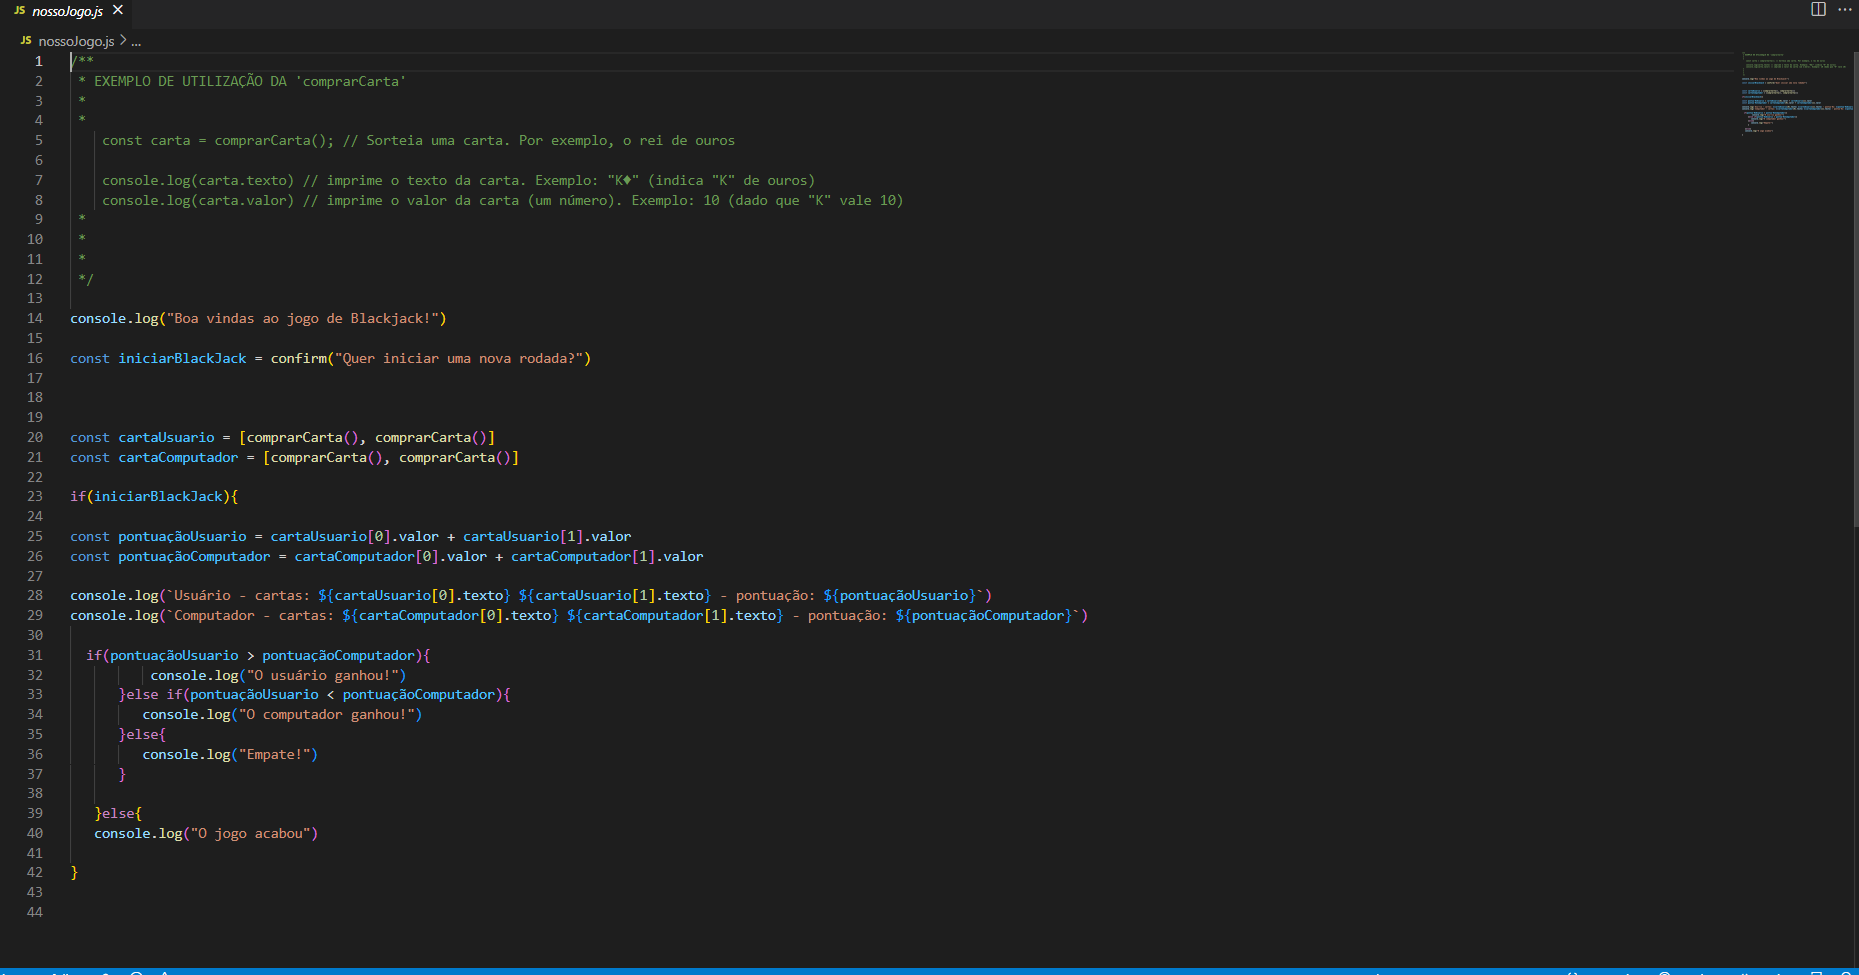 JS nossoJogo.js ×
JS nossoJogo.js > ...
1 /**
2 * EXEMPLO DE UTILIZAÇÃO DA 'comprarCarta'
3 *
4 *
5 const carta = comprarCarta(); // Sorteia uma carta. Por exemplo, o rei de ouros
6
7 console.log(carta.texto) // imprime o texto da carta. Exemplo: "K♦" (indica "K" de ouros)
8 console.log(carta.valor) // imprime o valor da carta (um número). Exemplo: 10 (dado que "K" vale 10)
9 *
10 *
11 *
12 */
13
14 console.log("Boa vindas ao jogo de Blackjack!")
15
16 const iniciarBlackJack = confirm("Quer iniciar uma nova rodada?")
17
18
19
20 const cartaUsuario = [comprarCarta(), comprarCarta()]
21 const cartaComputador = [comprarCarta(), comprarCarta()]
22
23 if(iniciarBlackJack){
24
25 const pontuaçãoUsuario = cartaUsuario[0].valor + cartaUsuario[1].valor
26 const pontuaçãoComputador = cartaComputador[0].valor + cartaComputador[1].valor
27
28 console.log(`Usuário - cartas: ${cartaUsuario[0].texto} ${cartaUsuario[1].texto} - pontuação: ${pontuaçãoUsuario}`)
29 console.log(`Computador - cartas: ${cartaComputador[0].texto} ${cartaComputador[1].texto} - pontuação: ${pontuaçãoComputador}`)
30
31 if(pontuaçãoUsuario > pontuaçãoComputador){
32 console.log("O usuário ganhou!")
33 }else if(pontuaçãoUsuario < pontuaçãoComputador){
34 console.log("O computador ganhou!")
35 }else{
36 console.log("Empate!")
37 }
38
39 }else{
40 console.log("O jogo acabou")
41
42 }
43
44